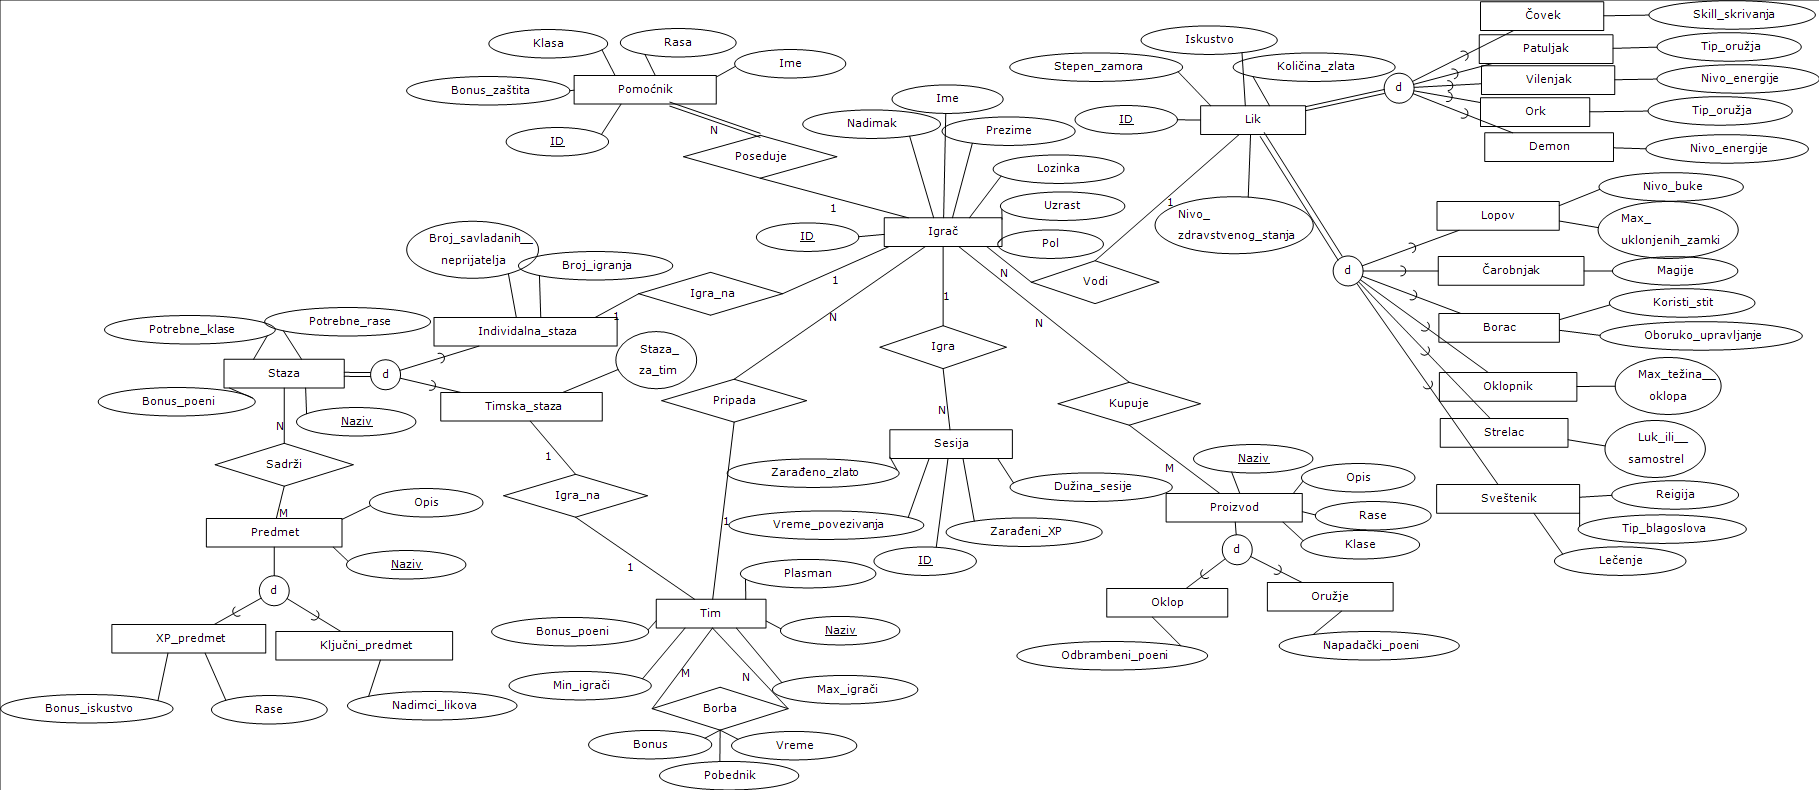 Čovek
Skill_skrivanja
Patuljak
Tip_oružja
Vilenjak
Nivo_energije
Ork
Tip_oružja
Demon
Nivo_energije
d
Iskustvo
Stepen_zamora
Količina_zlata
ID
Lik
Nivo_
zdravstvenog_stanja
1
Vodi
N
Klasa
Rasa
Ime
Bonus_zaštita
Pomoćnik
ID
N
Poseduje
1
Ime
Nadimak
Prezime
Lozinka
Uzrast
Pol
ID
Igrač
Lopov
Nivo_buke
Max_
uklonjenih_zamki
d
Čarobnjak
Magije
Borac
Koristi_stit
Oboruko_upravljanje
Oklopnik
Max_težina__
oklopa
Strelac
Luk_ili__
samostrel
Sveštenik
Reigija
Tip_blagoslova
Lečenje
Broj_savladanih__
neprijatelja
Broj_igranja
Igra_na
1
1
Individalna_staza
Potrebne_klase
Potrebne_rase
Staza
d
Bonus_poeni
Naziv
Timska_staza
Staza_
za_tim
N
Sadrži
M
1
Igra_na
1
Predmet
Opis
Naziv
d
XP_predmet
Ključni_predmet
Bonus_iskustvo
Rase
Nadimci_likova
N
Pripada
1
1
Igra
N
Sesija
Zarađeno_zlato
Dužina_sesije
Vreme_povezivanja
Zarađeni_XP
ID
N
Kupuje
M
Naziv
Opis
Proizvod
Rase
Klase
d
Oklop
Oružje
Odbrambeni_poeni
Napadački_poeni
Plasman
Tim
Bonus_poeni
Naziv
Min_igrači
Max_igrači
M
N
Borba
Bonus
Vreme
Pobednik